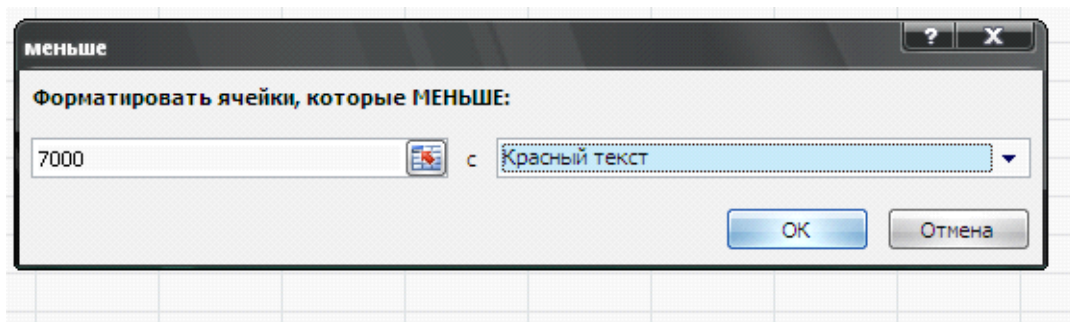 меньше
Форматировать ячейки, которые МЕНЬШЕ:
7000 с Красный текст
ОК Отмена